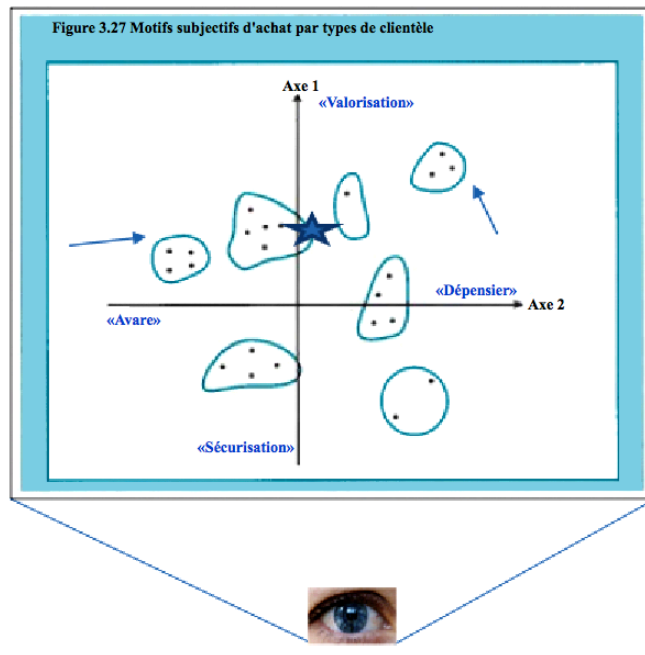 Figure 3.27 Motifs subjectifs d'achat par types de clientèle
Axe 1
«Valorisation»
«Dépensier»
Axe 2
«Avare»
«Sécurisation»